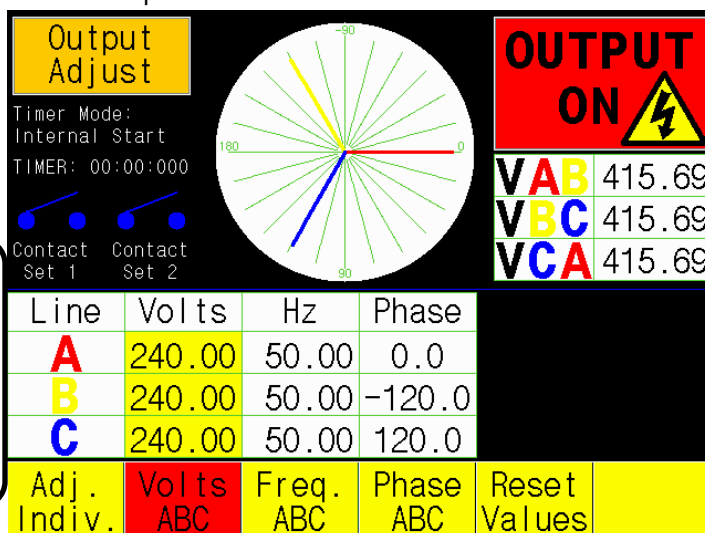 Output
Adjust
Timer Mode:
Internal Start
TIMER: 00:00:000
Contact Contact
Set 1 Set 2
-90
180 0
90
OUTPUT
ON
VAB 415.69
VBC 415.69
VCA 415.69
Line Volts Hz Phase
A 240.00 50.00 0.0
B 240.00 50.00 -120.0
C 240.00 50.00 120.0
Adj. Volts Freq. Phase Reset
Indiv. ABC ABC ABC Values